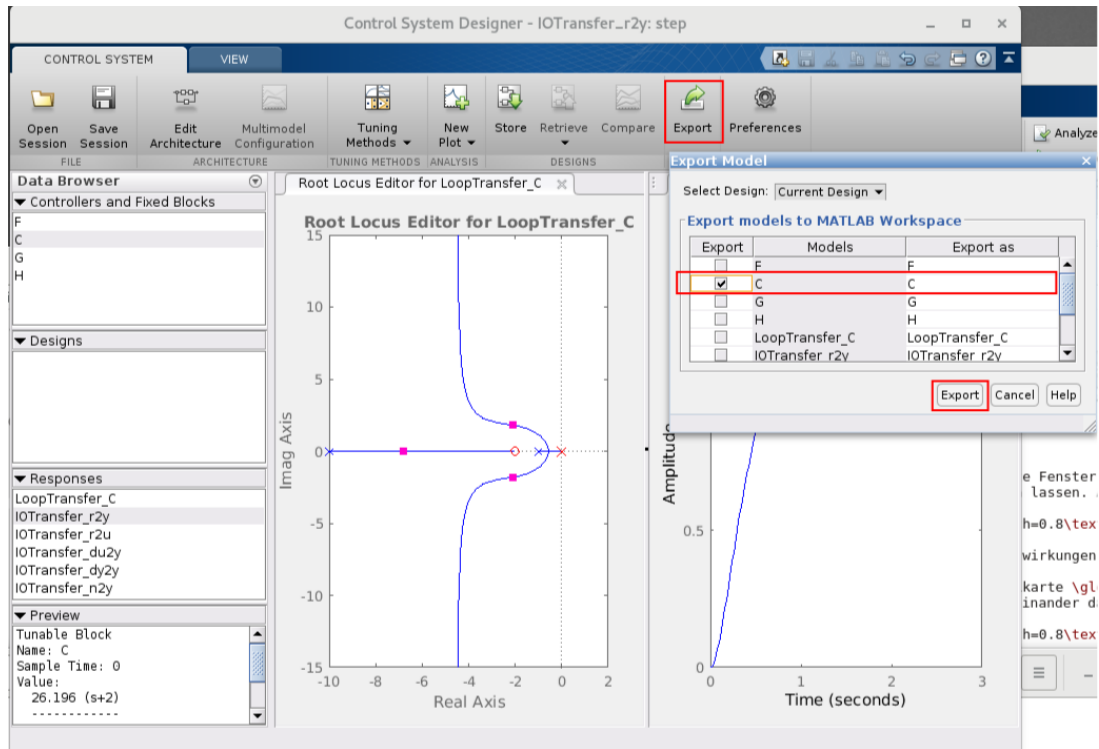 Control System Designer - IOTransfer_r2y: step
CONTROL SYSTEM
VIEW
Open Session
Save Session
Edit Architecture
Multimodel Configuration
Tuning Methods
New Plot
Store
Retrieve
Compare
Export
Preferences
FILE
ARCHITECTURE
TUNING METHODS
ANALYSIS
DESIGNS
Analyze
Data Browser
Controllers and Fixed Blocks
F
C
G
H
Designs
Responses
LoopTransfer_C
IOTransfer_r2y
IOTransfer_r2u
IOTransfer_du2y
IOTransfer_dy2y
IOTransfer_n2y
Preview
Tunable Block
Name: C
Sample Time: 0
Value:
26.196 (s+2)
------------
Root Locus Editor for LoopTransfer_C
Root Locus Editor for LoopTransfer_C
15
10
5
0
-5
-10
-15
-10 -8 -6 -4 -2 0 2
Imag Axis
Real Axis
Export Model
Select Design: Current Design
Export models to MATLAB Workspace
Export Models Export as
F F
C C
G G
H H
LoopTransfer_C LoopTransfer_C
IOTransfer_r2y IOTransfer_r2y
Export Cancel Help
Amplitude
0.5
0
0 1 2 3
Time (seconds)
e Fenster
lassen.
h=0.8\tex
wirkungen
karte \gl
inander d
h=0.8\tex